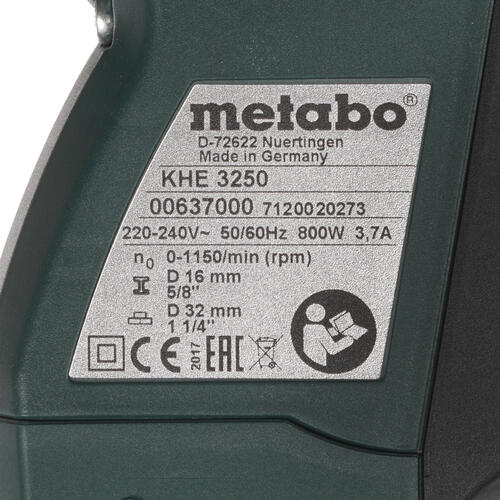 metabo®
D-72622 Nuertingen
Made in Germany
KHE 3250
00637000 7120020273
220-240V~ 50/60Hz 800W 3,7A
n0 0-1150/min (rpm)
D 16 mm
5/8"
D 32 mm
1 1/4"
CE 2017 EAC